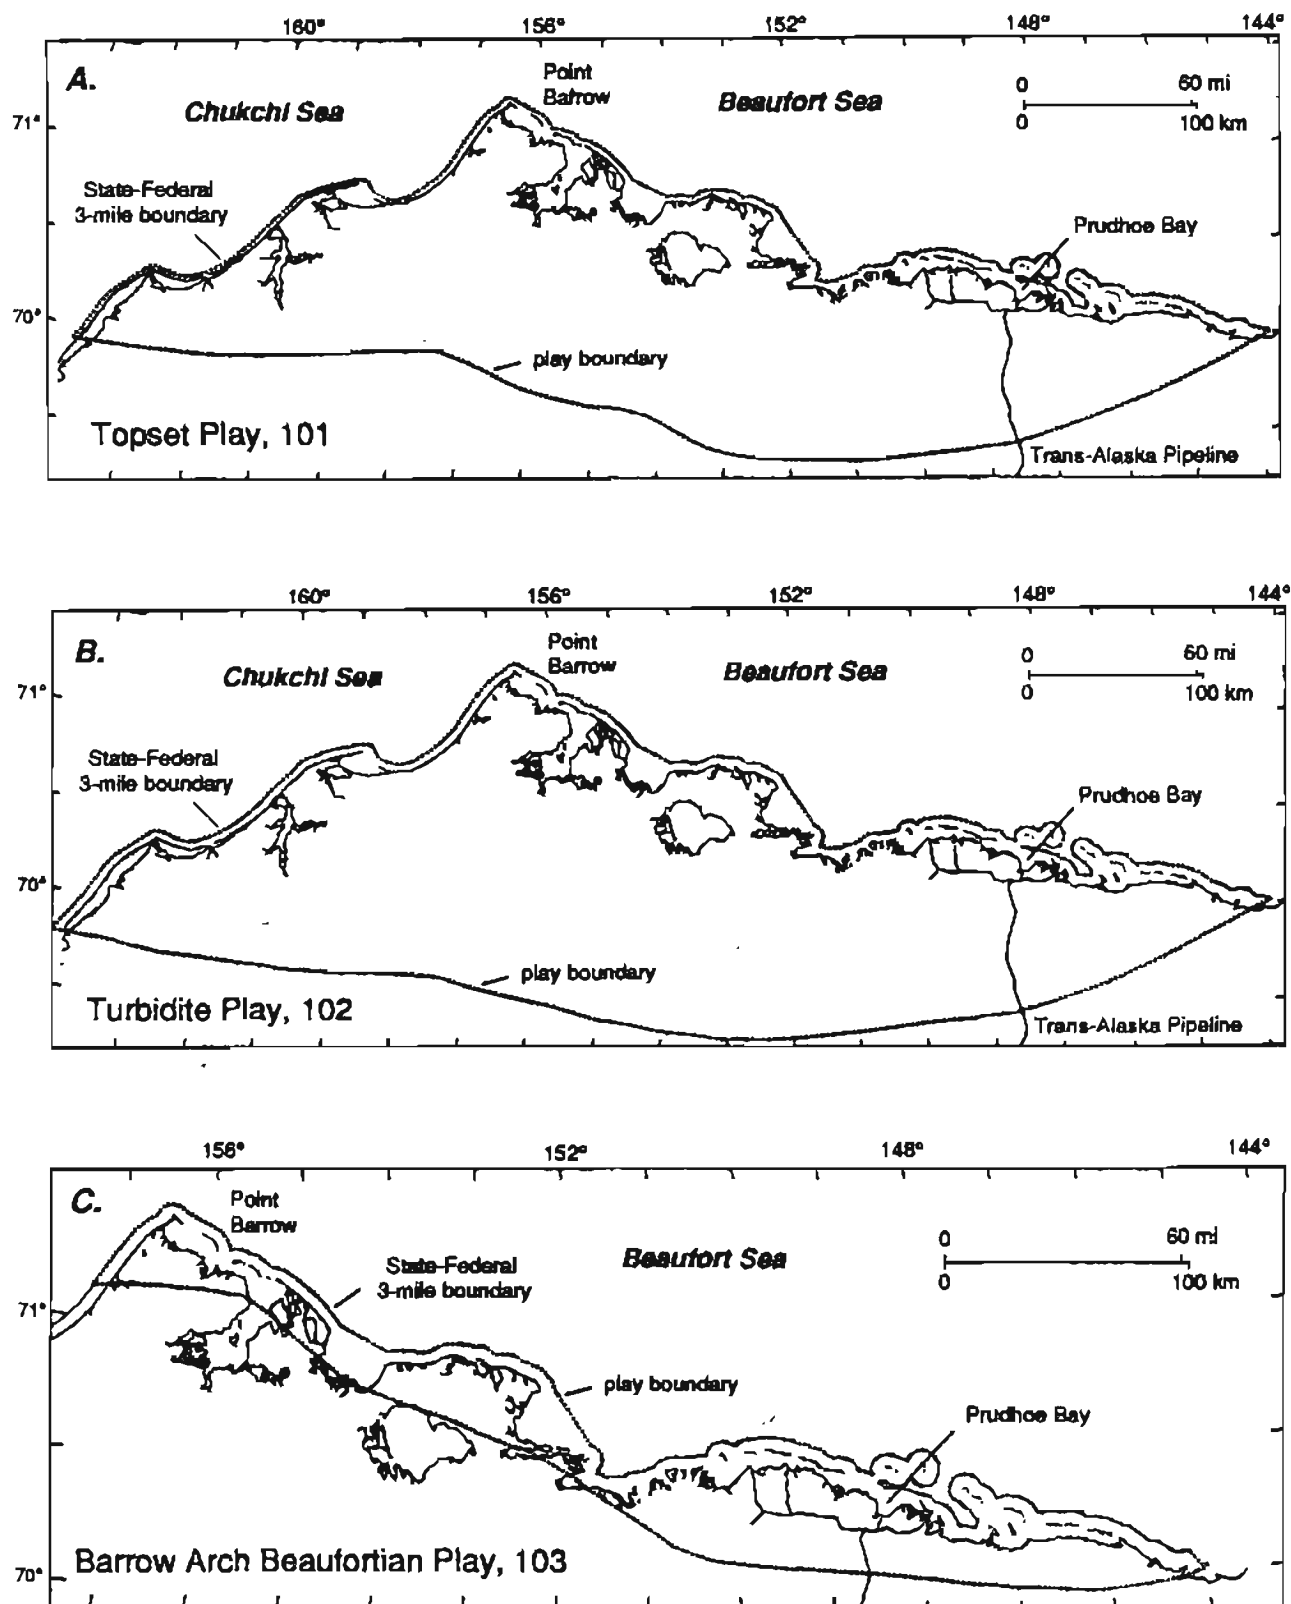 160° 156° 152° 148° 144°
A.
Point
Barrow
Chukchi Sea
Beaufort Sea
0 60 mi
0 100 km
71°
State-Federal
3-mile boundary
Prudhoe Bay
70°
play boundary
Topset Play, 101
Trans-Alaska Pipeline
160° 156° 152° 148° 144°
B.
Point
Barrow
Chukchi Sea
Beaufort Sea
0 60 mi
0 100 km
71°
State-Federal
3-mile boundary
Prudhoe Bay
70°
play boundary
Turbidite Play, 102
Trans-Alaska Pipeline
156° 152° 148° 144°
C.
Point
Barrow
State-Federal
3-mile boundary
Beaufort Sea
0 60 mi
0 100 km
71°
play boundary
Prudhoe Bay
Barrow Arch Beaufortian Play, 103
70°